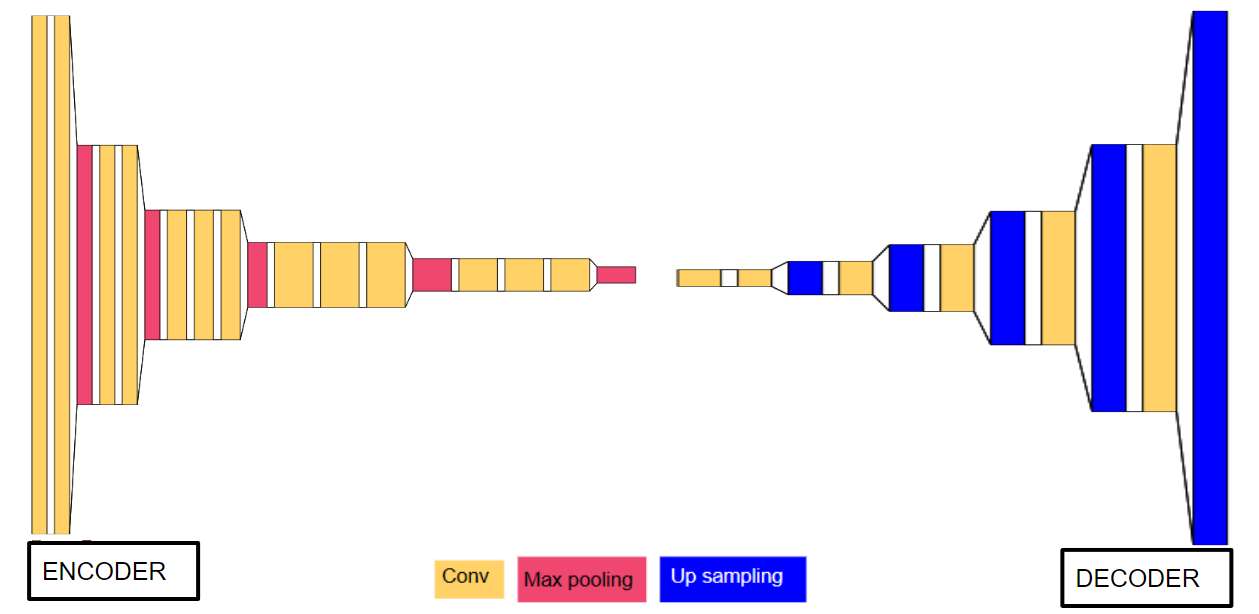 ENCODER
Conv
Max pooling
Up sampling
DECODER